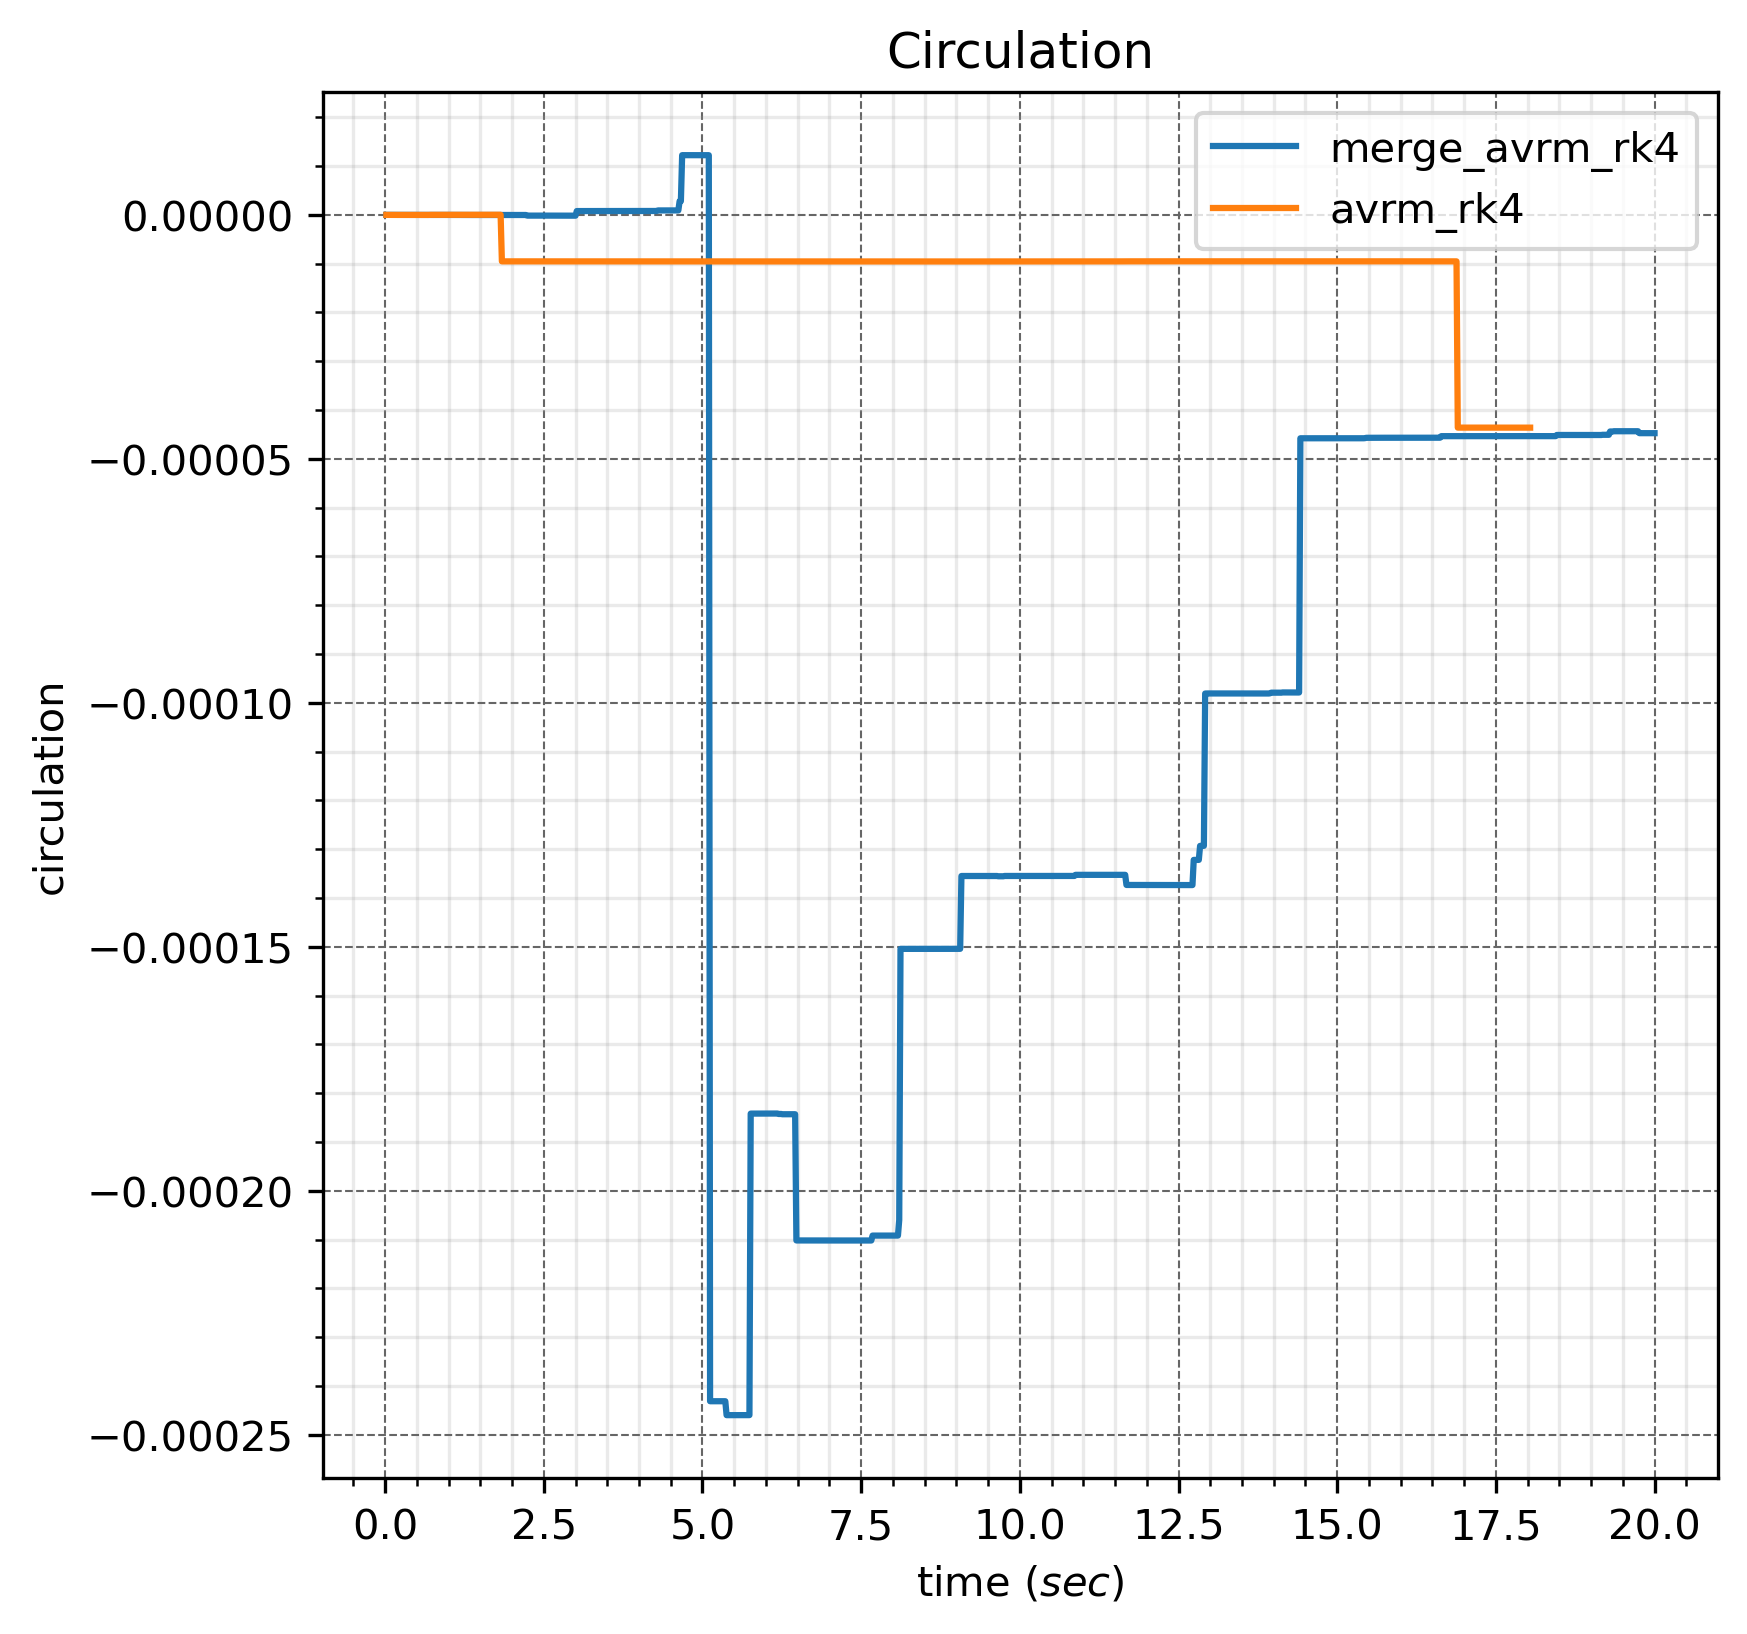 Circulation
merge_avrm_rk4
avrm_rk4
circulation
0.00000
−0.00005
−0.00010
−0.00015
−0.00020
−0.00025
0.0 2.5 5.0 7.5 10.0 12.5 15.0 17.5 20.0
time (sec)